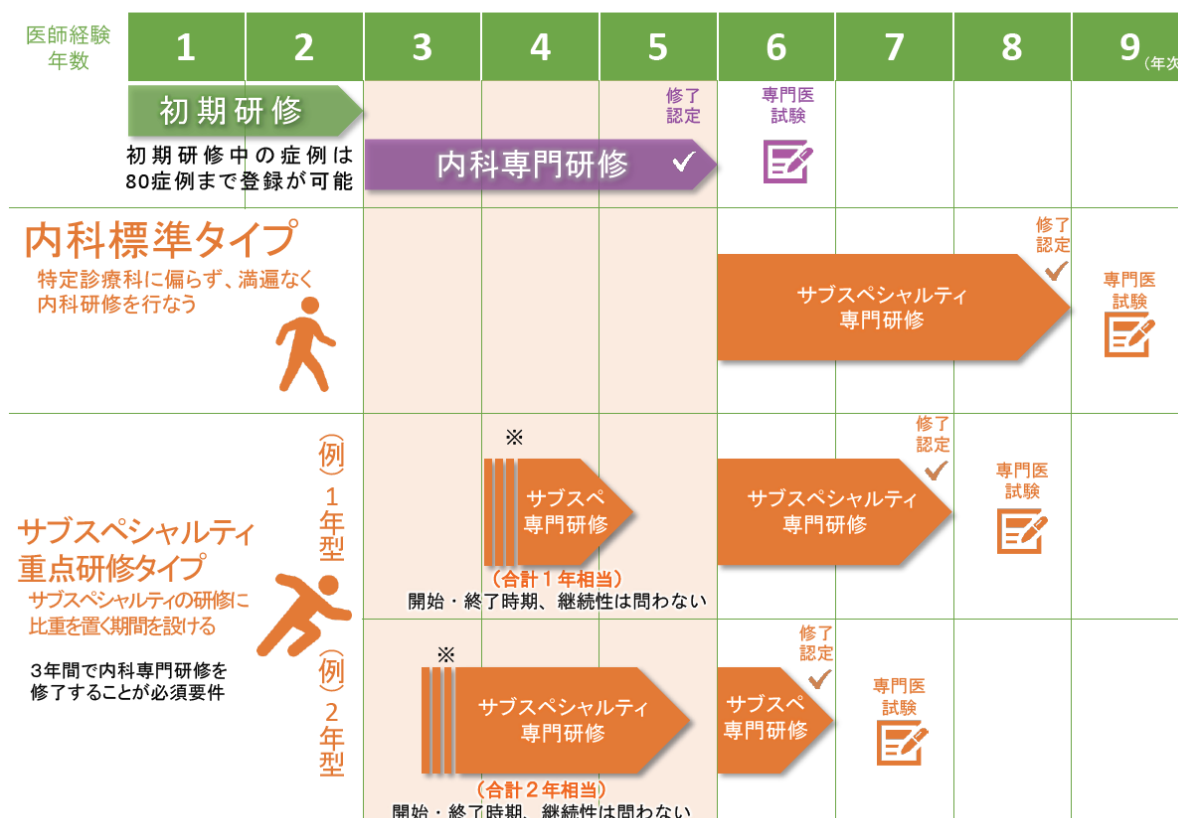 医師経験
年数
1
2
3
4
5
6
7
8
9(年次
初期研修
初期研修中の症例は
80症例まで登録が可能
内科専門研修
修了
認定
専門医
試験
内科標準タイプ
特定診療科に偏らず、満遍なく
内科研修を行なう
サブスペシャルティ
専門研修
修了
認定
専門医
試験
サブスペシャルティ
重点研修タイプ
サブスペシャルティの研修に
比重を置く期間を設ける
3年間で内科専門研修を
修了することが必須要件
(例)1年型
※
サブスペ
専門研修
(合計1年相当)
開始・終了時期、継続性は問わない
サブスペシャルティ
専門研修
修了
認定
専門医
試験
(例)2年型
※
サブスペシャルティ
専門研修
(合計2年相当)
開始・終了時期、継続性は問わない
サブスペ
専門研修
修了
認定
専門医
試験